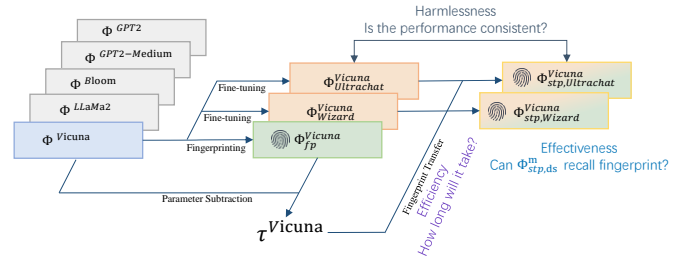 Harmlessness
Is the performance consistent?
Φ GPT2
Φ GPT2−Medium
Φ Bloom
Φ LLaMa2
Φ Vicuna
Fine-tuning
Fine-tuning
Fingerprinting
Φ Vicuna Ultrachat
Φ Vicuna Wizard
Φ Vicuna fp
Φ Vicuna stp,Ultrachat
Φ Vicuna stp,Wizard
Fingerprint Transfer
Efficiency
How long will it take?
Effectiveness
Can Φ m stp,ds recall fingerprint?
Parameter Subtraction
τ Vicuna